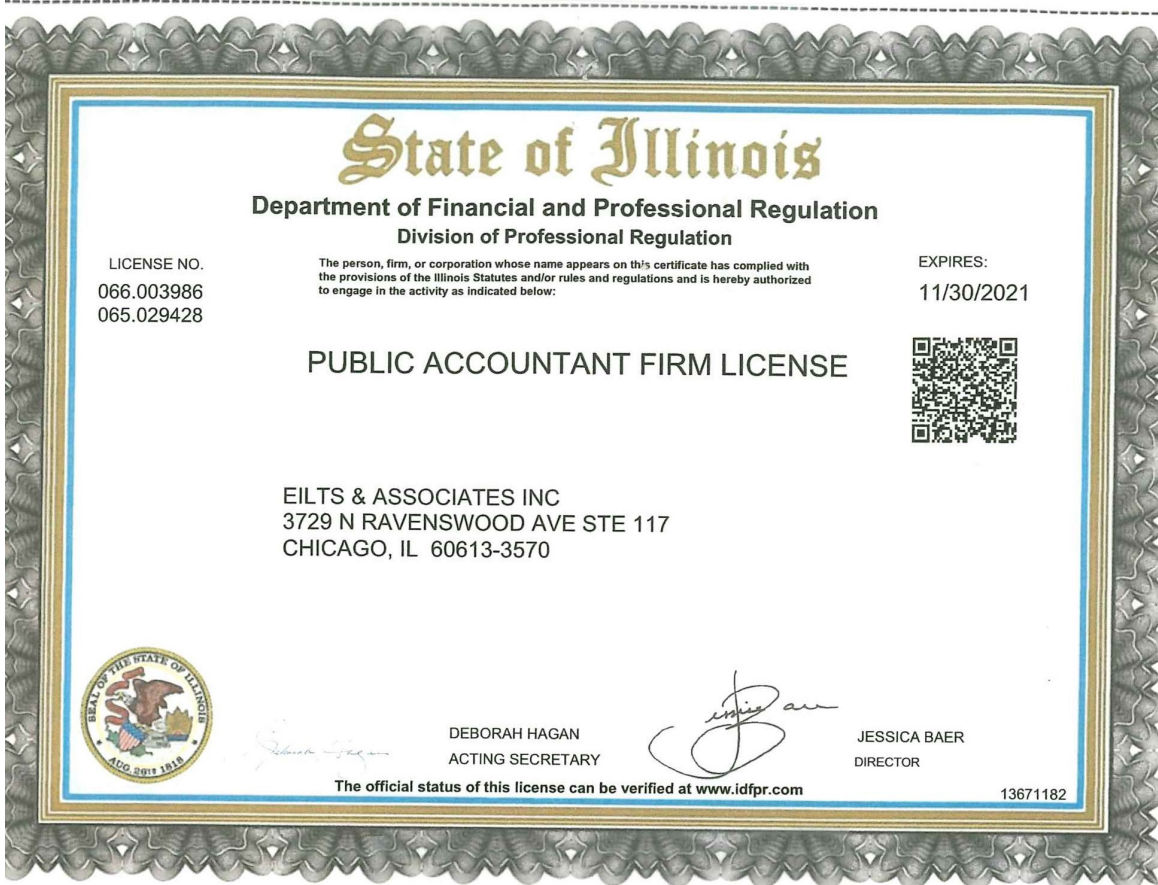 State of Illinois
Department of Financial and Professional Regulation
Division of Professional Regulation
LICENSE NO.
066.003986
065.029428
The person, firm, or corporation whose name appears on this certificate has complied with
the provisions of the Illinois Statutes and/or rules and regulations and is hereby authorized
to engage in the activity as indicated below:
EXPIRES:
11/30/2021
PUBLIC ACCOUNTANT FIRM LICENSE
EILTS & ASSOCIATES INC
3729 N RAVENSWOOD AVE STE 117
CHICAGO, IL 60613-3570
SEAL OF THE STATE OF ILLINOIS
AUG. 26TH 1818
Deborah Hagan
DEBORAH HAGAN
ACTING SECRETARY
JESSICA BAER
DIRECTOR
The official status of this license can be verified at www.idfpr.com
13671182